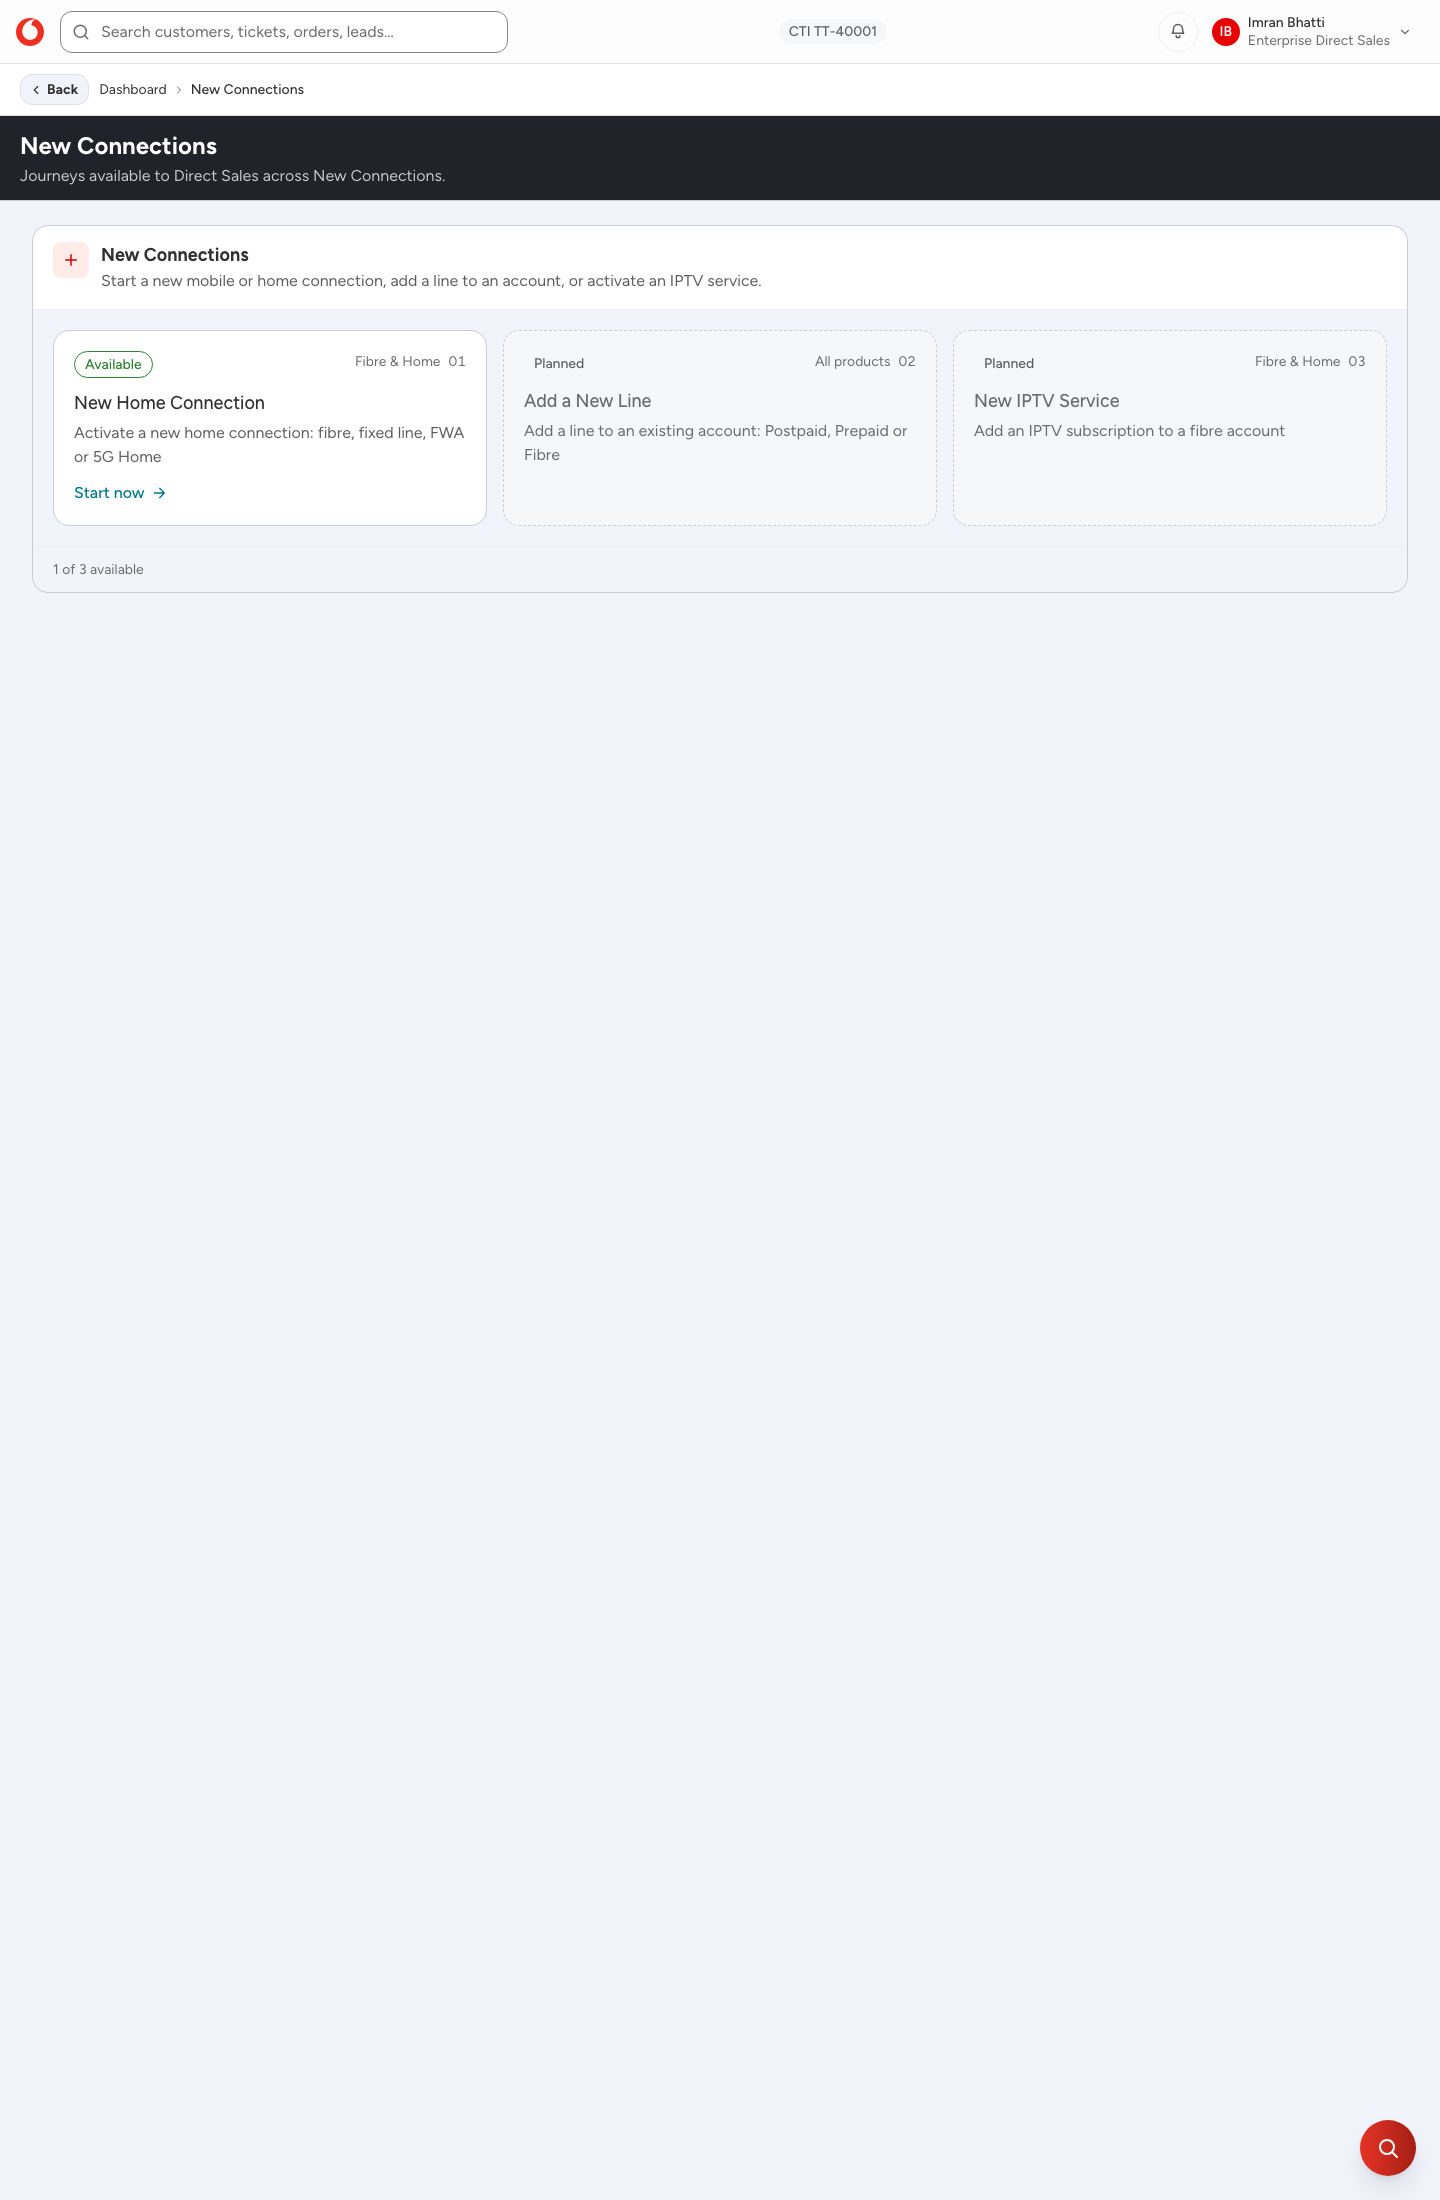 Search customers, tickets, orders, leads...
CTI TT-40001
IB
Imran Bhatti
Enterprise Direct Sales
Back
Dashboard
New Connections
New Connections
Journeys available to Direct Sales across New Connections.
New Connections
Start a new mobile or home connection, add a line to an account, or activate an IPTV service.
Available
Fibre & Home 01
New Home Connection
Activate a new home connection: fibre, fixed line, FWA
or 5G Home
Start now
Planned
All products 02
Add a New Line
Add a line to an existing account: Postpaid, Prepaid or
Fibre
Planned
Fibre & Home 03
New IPTV Service
Add an IPTV subscription to a fibre account
1 of 3 available